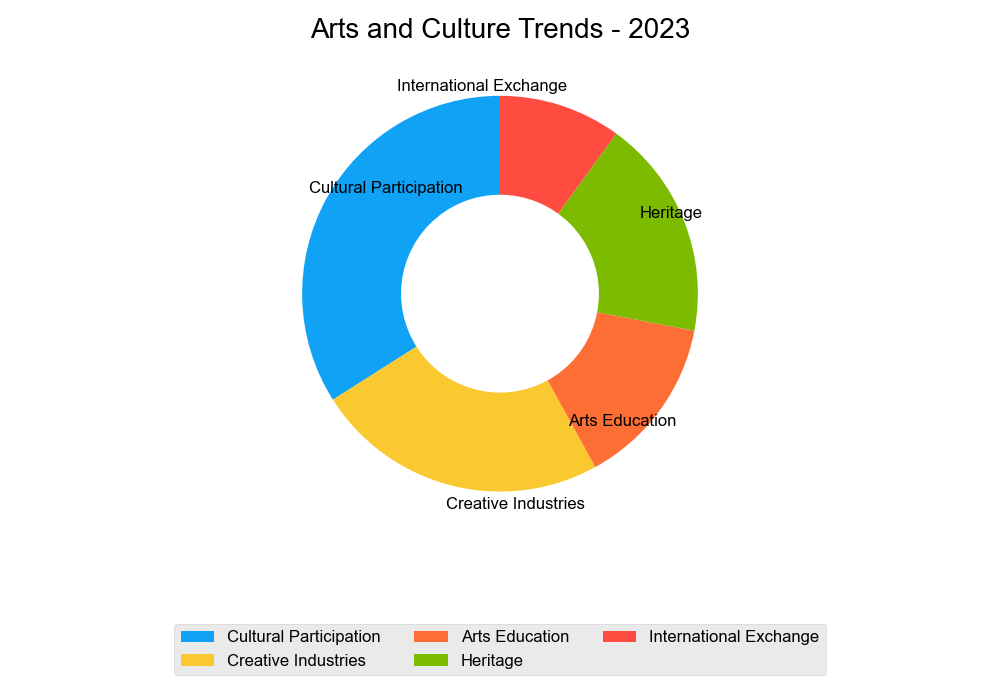 Arts and Culture Trends - 2023
International Exchange
Cultural Participation
Heritage
Arts Education
Creative Industries
Cultural Participation
Arts Education
International Exchange
Creative Industries
Heritage